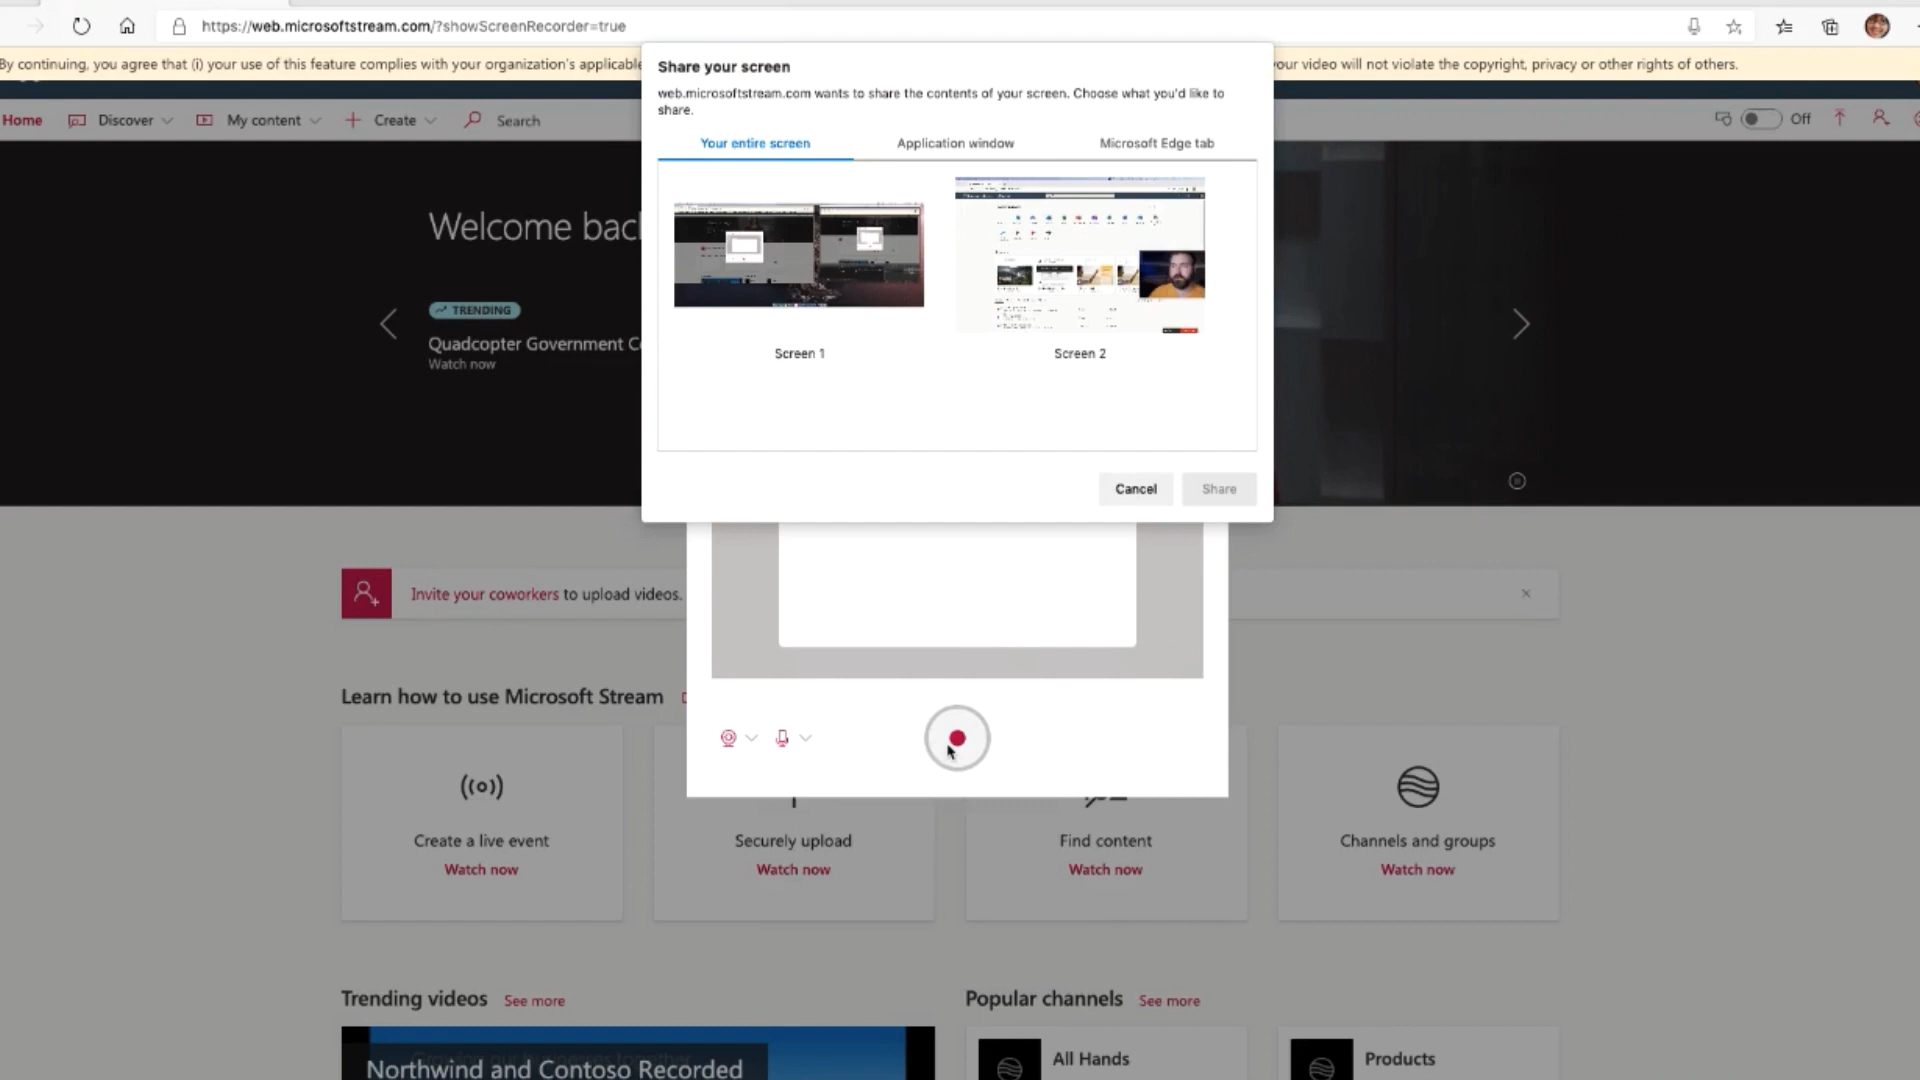 https://web.microsoftstream.com/?showScreenRecorder=true
By continuing, you agree that (i) your use of this feature complies with your organization's applicable
our video will not violate the copyright, privacy or other rights of others.
Share your screen
web.microsoftstream.com wants to share the contents of your screen. Choose what you'd like to
share.
Your entire screen
Application window
Microsoft Edge tab
Screen 1
Screen 2
Cancel
Share
Home
Discover
My content
Create
Search
Off
Welcome bac
TRENDING
Quadcopter Government C
Watch now
Invite your coworkers to upload videos.
Learn how to use Microsoft Stream
Create a live event
Watch now
Securely upload
Watch now
Find content
Watch now
Channels and groups
Watch now
Trending videos See more
Popular channels See more
Northwind and Contoso Recorded
All Hands
Products